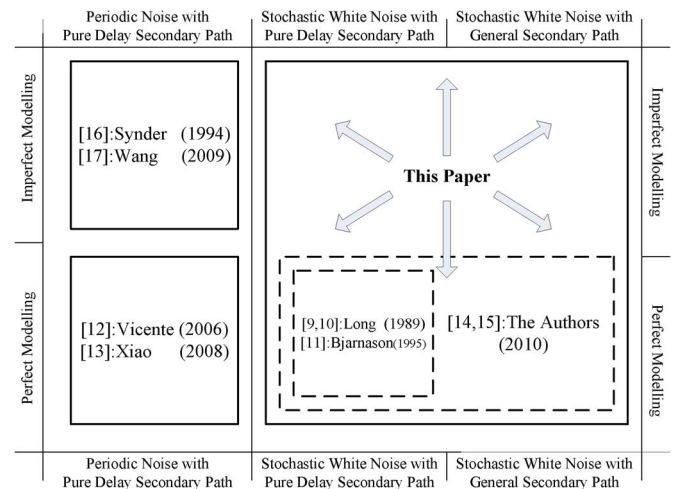 Periodic Noise with
Pure Delay Secondary Path
Stochastic White Noise with
Pure Delay Secondary Path
Stochastic White Noise with
General Secondary Path
Imperfect Modelling
[16]:Synder (1994)
[17]:Wang (2009)
This Paper
Imperfect Modelling
Perfect Modelling
[12]:Vicente (2006)
[13]:Xiao (2008)
[9,10]:Long (1989)
[11]:Bjarnason(1995)
[14,15]:The Authors
(2010)
Perfect Modelling
Periodic Noise with
Pure Delay Secondary Path
Stochastic White Noise with
Pure Delay Secondary Path
Stochastic White Noise with
General Secondary Path